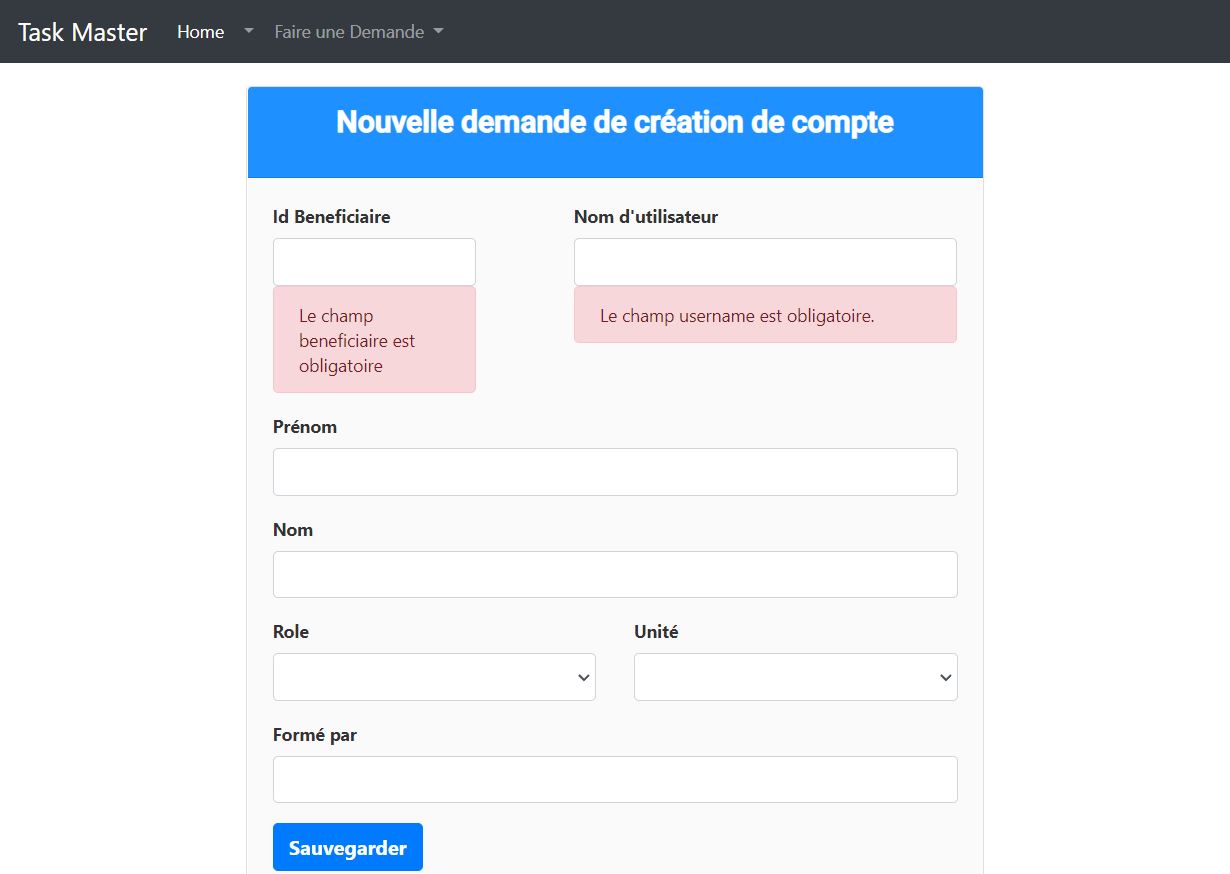 Task Master Home Faire une Demande
Nouvelle demande de création de compte
Id Beneficiaire
Nom d'utilisateur
Le champ
beneficiaire est
obligatoire
Le champ username est obligatoire.
Prénom
Nom
Role
Unité
Formé par
Sauvegarder